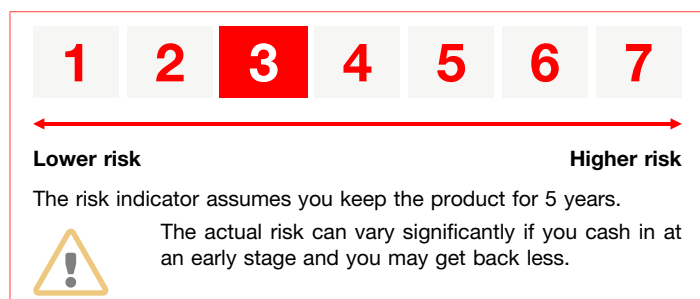 1 2 3 4 5 6 7
Lower risk Higher risk
The risk indicator assumes you keep the product for 5 years.
The actual risk can vary significantly if you cash in at
an early stage and you may get back less.